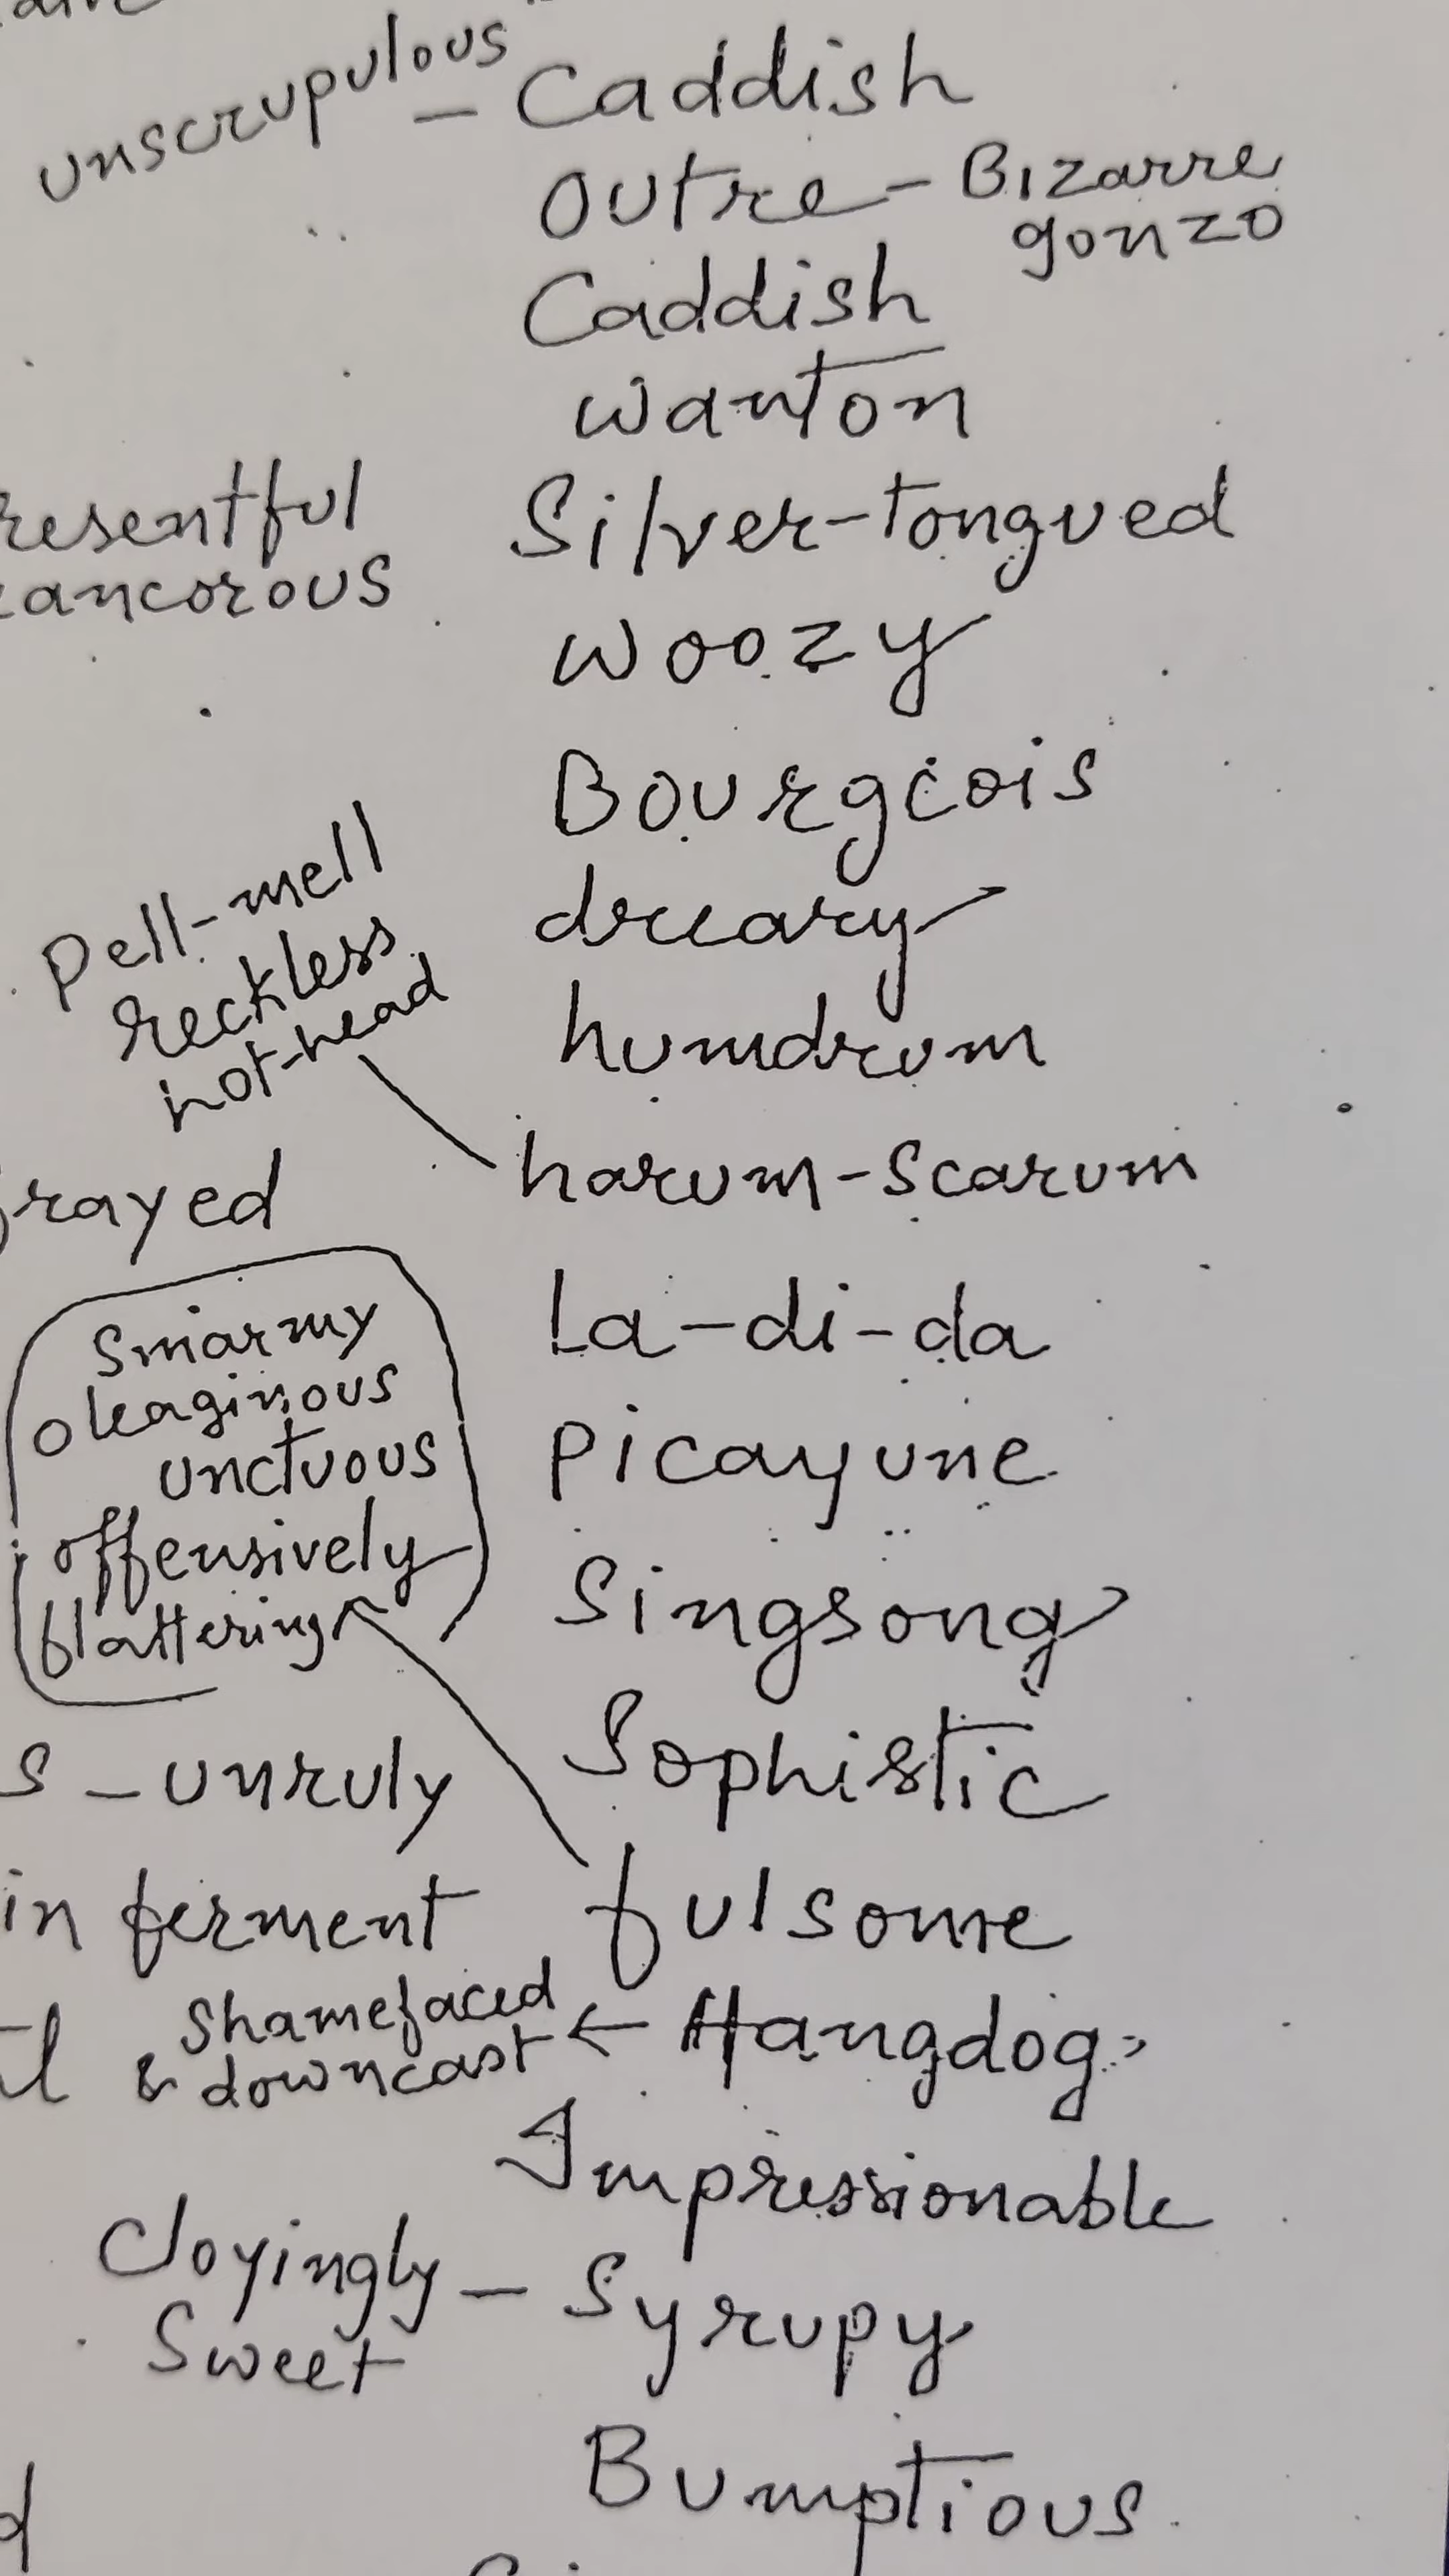 unscrupulous – Caddish
Outre – Bizarre
gonzo
Caddish
Wanton
resentful Silver-tongued
woozy
Bourgeois
Pell-mell
reckless
hot-head
dreary
humdrum
harum-scarum
La-di-da
Smarmy
oleaginous
unctuous
offensively
flattering
Picayune
Singsong
Sophistic
– unruly
in ferment fulsome
Shamefaced
& downcast ← Hangdog
Impressionable
Cloyingly – Syrupy
Sweet
Bumptious